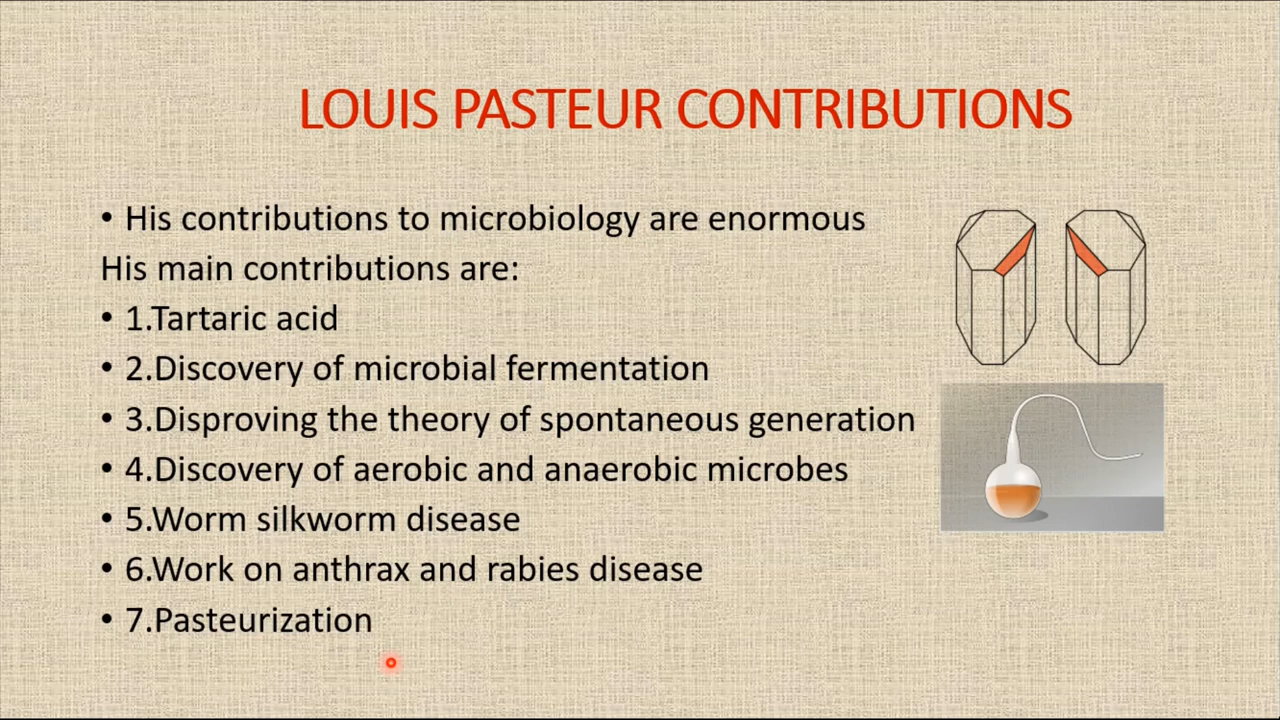 LOUIS PASTEUR CONTRIBUTIONS
• His contributions to microbiology are enormous
His main contributions are:
• 1.Tartaric acid
• 2.Discovery of microbial fermentation
• 3.Disproving the theory of spontaneous generation
• 4.Discovery of aerobic and anaerobic microbes
• 5.Worm silkworm disease
• 6.Work on anthrax and rabies disease
• 7.Pasteurization